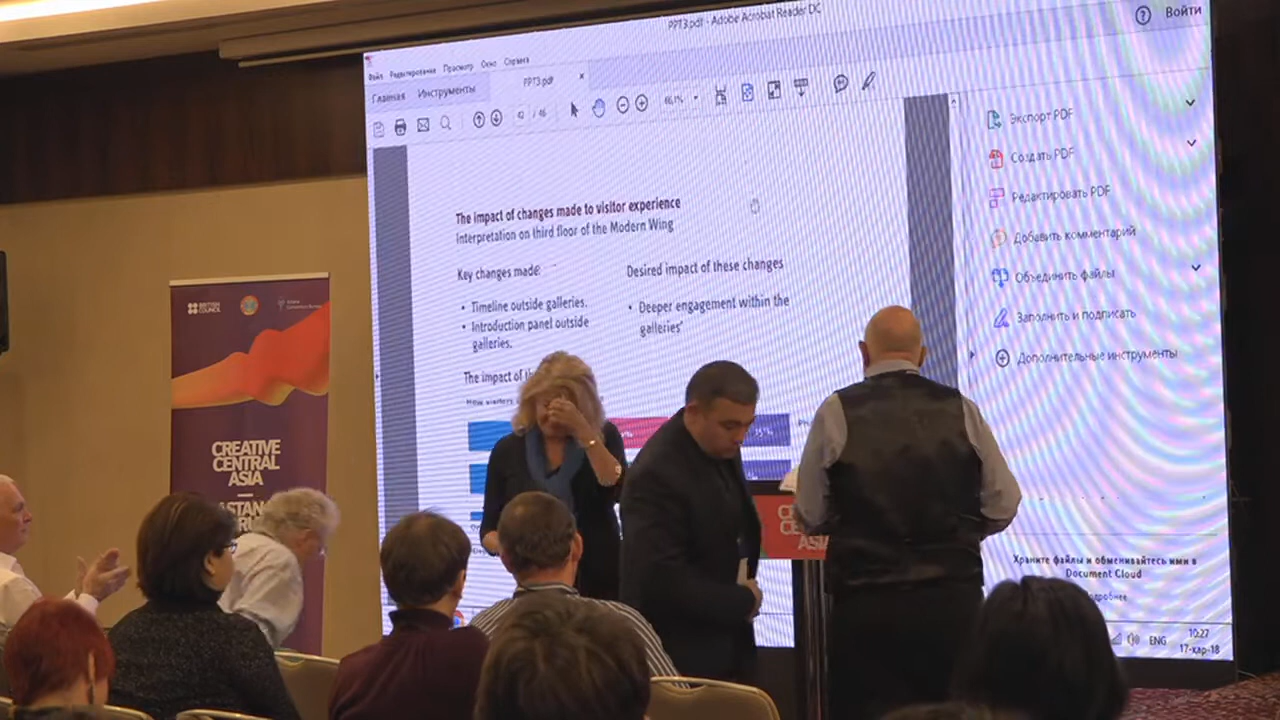 PPT3.pdf - Adobe Acrobat Reader DC
Файл Редактирование Просмотр Окно Справка
Войти
Главная Инструменты PPT3.pdf
42 / 46
66,1%
The impact of changes made to visitor experience
Interpretation on third floor of the Modern Wing
Key changes made:
• Timeline outside galleries.
• Introduction panel outside
galleries.
Desired impact of these changes
• Deeper engagement within the
galleries'
The impact of
Экспорт PDF
Создать PDF
Редактировать PDF
Добавить комментарий
Объединить файлы
Заполнить и подписать
Дополнительные инструменты
Храните файлы и обменивайтесь ими в
Document Cloud
ENG
10:27
17-қар-18
BRITISH
COUNCIL
CREATIVE
CENTRAL
ASIA